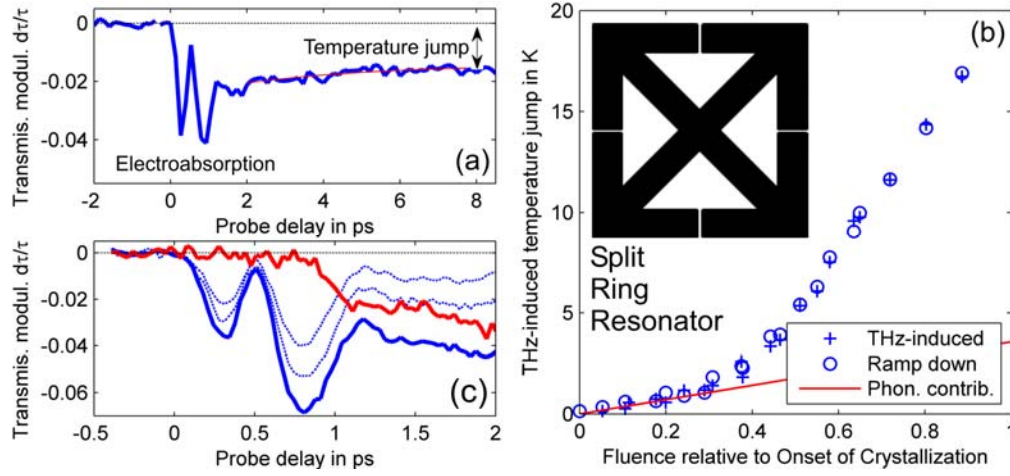 Transmis. modul. dτ/τ
0
-0.02
-0.04
Temperature jump
Electroabsorption
(a)
-2 0 2 4 6 8
Probe delay in ps
Transmis. modul. dτ/τ
0
-0.02
-0.04
-0.06
(c)
-0.5 0 0.5 1 1.5 2
Probe delay in ps
THz-induced temperature jump in K
20
15
10
5
0
(b)
Split
Ring
Resonator
THz-induced
Ramp down
Phon. contrib.
0 0.2 0.4 0.6 0.8 1
Fluence relative to Onset of Crystallization